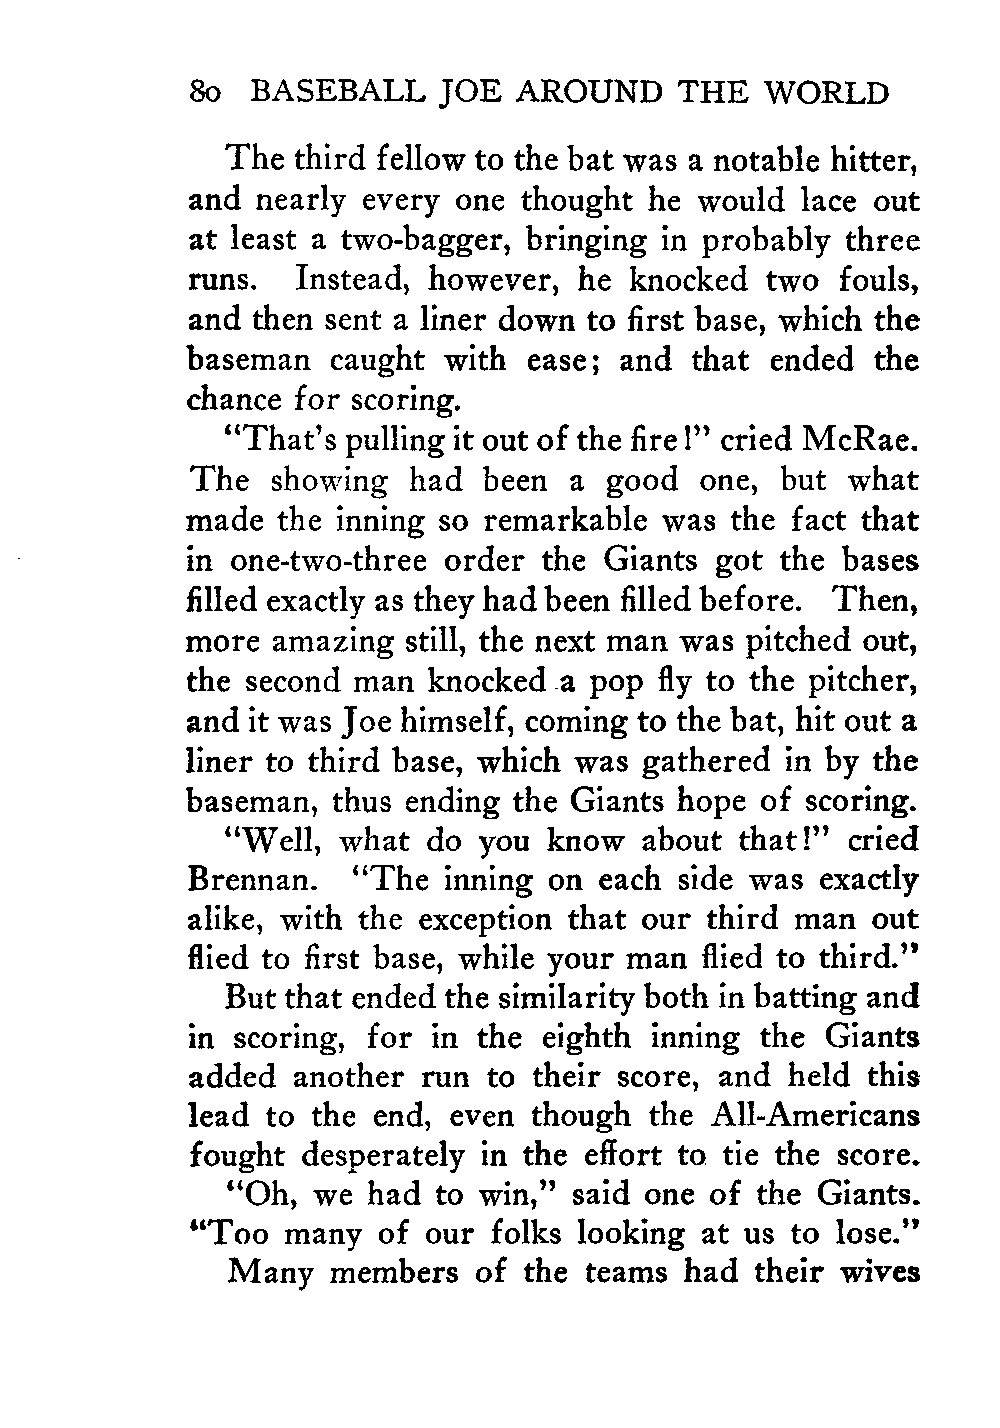 80 BASEBALL JOE AROUND THE WORLD
The third fellow to the bat was a notable hitter,
and nearly every one thought he would lace out
at least a two-bagger, bringing in probably three
runs. Instead, however, he knocked two fouls,
and then sent a liner down to first base, which the
baseman caught with ease; and that ended the
chance for scoring.
“That's pulling it out of the fire!” cried McRae.
The showing had been a good one, but what
made the inning so remarkable was the fact that
in one-two-three order the Giants got the bases
filled exactly as they had been filled before. Then,
more amazing still, the next man was pitched out,
the second man knocked a pop fly to the pitcher,
and it was Joe himself, coming to the bat, hit out a
liner to third base, which was gathered in by the
baseman, thus ending the Giants hope of scoring.
“Well, what do you know about that!” cried
Brennan. “The inning on each side was exactly
alike, with the exception that our third man out
flied to first base, while your man flied to third.”
But that ended the similarity both in batting and
in scoring, for in the eighth inning the Giants
added another run to their score, and held this
lead to the end, even though the All-Americans
fought desperately in the effort to tie the score.
“Oh, we had to win,” said one of the Giants.
“Too many of our folks looking at us to lose.”
Many members of the teams had their wives